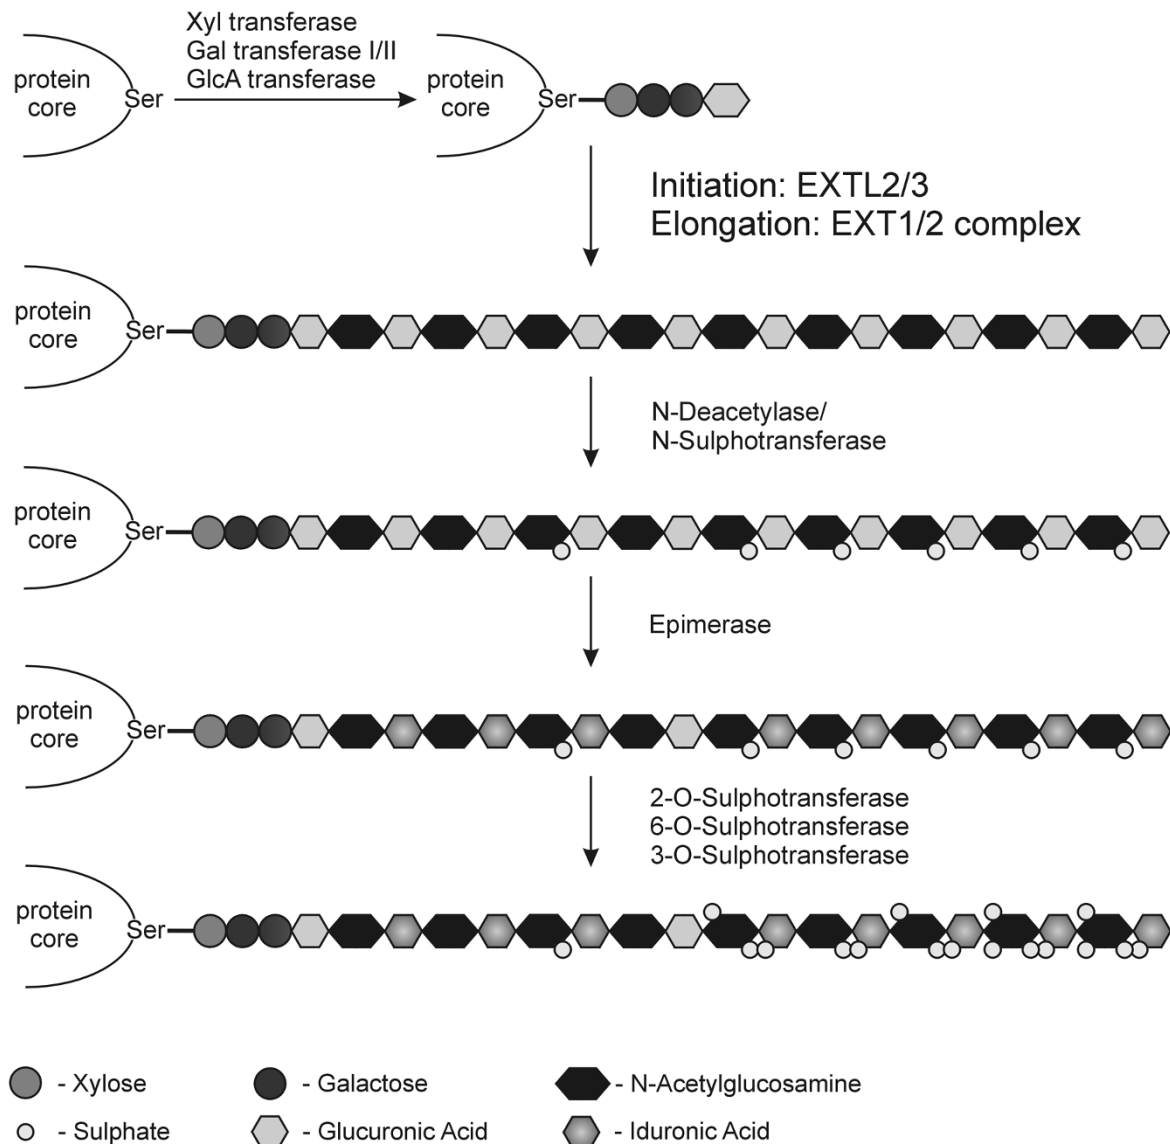 Xyl transferase
Gal transferase I/II
GlcA transferase
protein
core
Ser
protein
core
Ser
Initiation: EXTL2/3
Elongation: EXT1/2 complex
protein
core
Ser
N-Deacetylase/
N-Sulphotransferase
protein
core
Ser
Epimerase
protein
core
Ser
2-O-Sulphotransferase
6-O-Sulphotransferase
3-O-Sulphotransferase
protein
core
Ser
- Xylose
- Galactose
- N-Acetylglucosamine
- Sulphate
- Glucuronic Acid
- Iduronic Acid